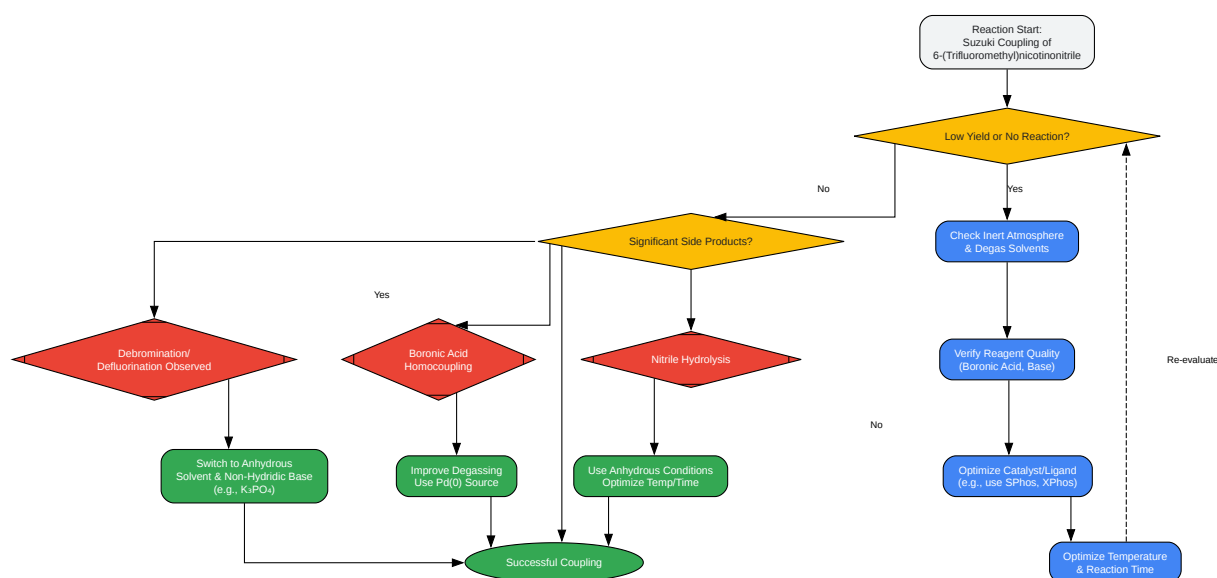 Reaction Start:
Suzuki Coupling of
6-(Trifluoromethyl)nicotinonitrile
Low Yield or No Reaction?
No
Yes
Significant Side Products?
Check Inert Atmosphere
& Degas Solvents
Yes
Debromination/
Defluorination Observed
Boronic Acid
Homocoupling
Nitrile Hydrolysis
Verify Reagent Quality
(Boronic Acid, Base)
Re-evaluate
No
Switch to Anhydrous
Solvent & Non-Hydridic Base
(e.g., K₃PO₄)
Improve Degassing
Use Pd(0) Source
Use Anhydrous Conditions
Optimize Temp/Time
Optimize Catalyst/Ligand
(e.g., use SPhos, XPhos)
Successful Coupling
Optimize Temperature
& Reaction Time